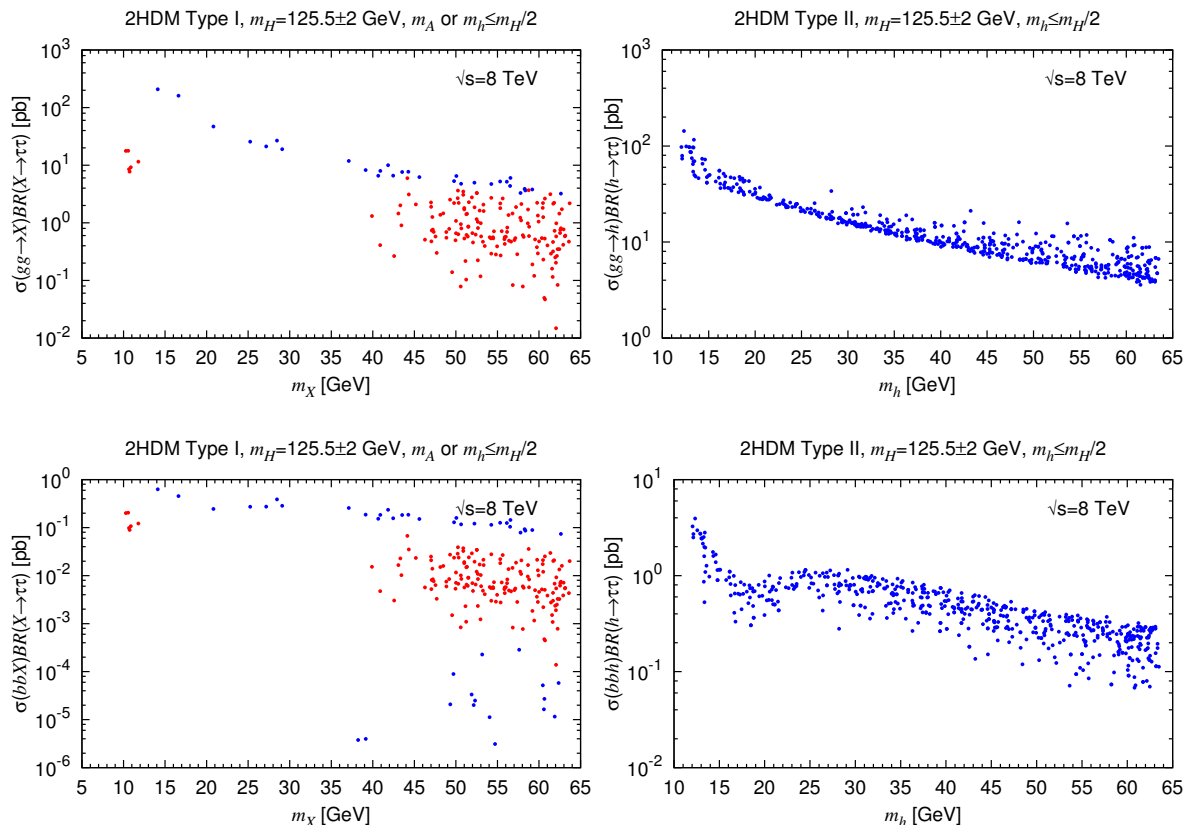 2HDM Type I, m_H=125.5±2 GeV, m_A or m_h≤m_H/2
σ(gg→X)BR(X→ττ) [pb]
10^3
10^2
10^1
10^0
10^-1
10^-2
√s=8 TeV
5 10 15 20 25 30 35 40 45 50 55 60 65
m_X [GeV]
2HDM Type II, m_H=125.5±2 GeV, m_h≤m_H/2
σ(gg→h)BR(h→ττ) [pb]
10^3
10^2
10^1
10^0
√s=8 TeV
10 15 20 25 30 35 40 45 50 55 60 65
m_h [GeV]
2HDM Type I, m_H=125.5±2 GeV, m_A or m_h≤m_H/2
σ(bbX)BR(X→ττ) [pb]
10^0
10^-1
10^-2
10^-3
10^-4
10^-5
10^-6
√s=8 TeV
5 10 15 20 25 30 35 40 45 50 55 60 65
m_X [GeV]
2HDM Type II, m_H=125.5±2 GeV, m_h≤m_H/2
σ(bbh)BR(h→ττ) [pb]
10^1
10^0
10^-1
10^-2
√s=8 TeV
10 15 20 25 30 35 40 45 50 55 60 65
m_h [GeV]